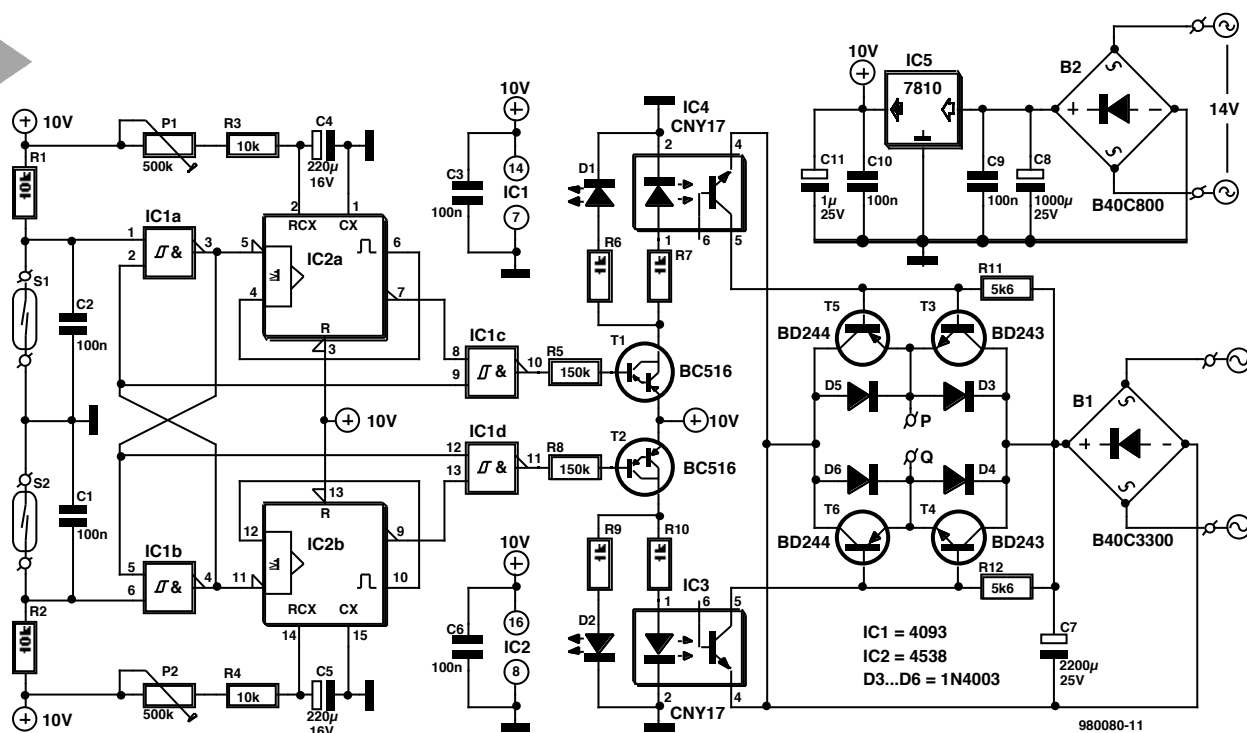 10V
P1
500k
R3
10k
C4
220µ
16V
R1
10k
2
1
RCX
CX
IC1a
1
2
&
3
5
4
IC2a
6
7
R
3
S1
C2
100n
10V
C3
100n
14
IC1
7
IC4
CNY17
2
4
D1
6
5
1
R6
1k
R7
1k
10V
IC5
7810
B2
14V
C11
1µ
25V
C10
100n
C9
100n
C8
1000µ
25V
B40C800
IC1c
8
9
&
10
R5
150k
T1
BC516
10V
10V
IC1d
12
13
&
11
R8
150k
T2
BC516
R11
5k6
T5
T3
BD244
BD243
D5
D3
P
Q
D6
D4
T6
T4
BD244
BD243
R12
5k6
B1
B40C3300
S2
C1
100n
13
R
12
IC2b
9
10
11
IC1b
5
6
&
4
RCX
CX
14
15
R2
10k
10V
P2
500k
R4
10k
C5
220µ
16V
10V
C6
100n
16
IC2
8
R9
1k
R10
1k
IC3
1
6
5
D2
2
4
CNY17
IC1 = 4093
IC2 = 4538
D3...D6 = 1N4003
C7
2200µ
25V
980080-11